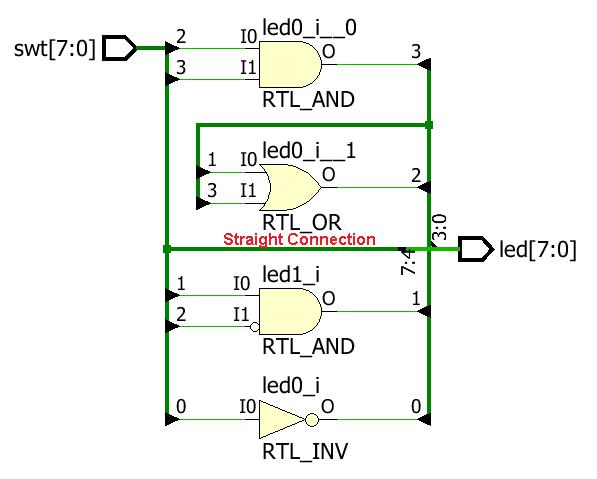 led0_i__0
swt[7:0]
2 I0 O 3
3 I1
RTL_AND
led0_i__1
1 I0 O 2
3 I1
RTL_OR
3:0
Straight Connection
7:4
led[7:0]
led1_i
1 I0 O 1
2 I1
RTL_AND
led0_i
0 I0 O 0
RTL_INV